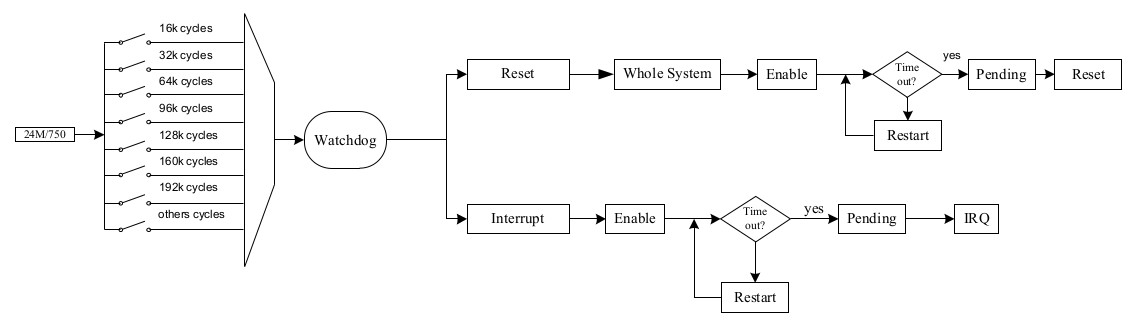 24M/750
16k cycles
32k cycles
64k cycles
96k cycles
128k cycles
160k cycles
192k cycles
others cycles
Watchdog
Reset
Whole System
Enable
Time
out?
yes
Pending
Reset
Restart
Interrupt
Enable
Time
out?
yes
Pending
IRQ
Restart